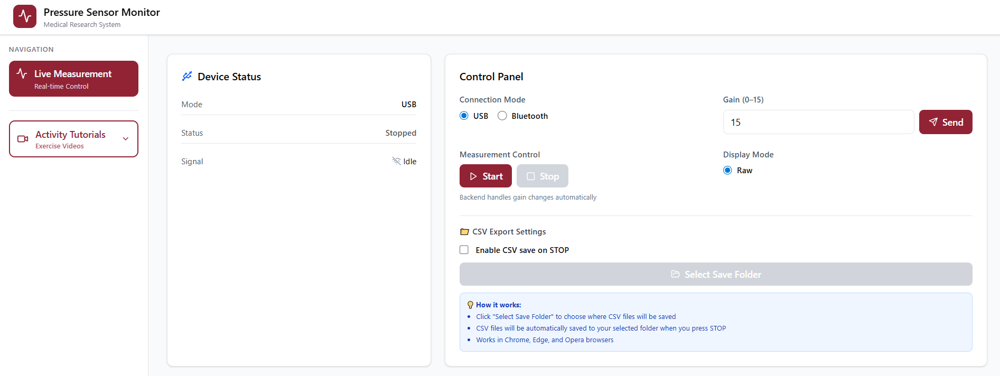 Pressure Sensor Monitor
Medical Research System
NAVIGATION
Live Measurement
Real-time Control
Activity Tutorials
Exercise Videos
Device Status
Mode USB
Status Stopped
Signal Idle
Control Panel
Connection Mode
USB Bluetooth
Gain (0–15)
15 Send
Measurement Control
Start Stop
Backend handles gain changes automatically
Display Mode
Raw
CSV Export Settings
Enable CSV save on STOP
Select Save Folder
How it works:
• Click "Select Save Folder" to choose where CSV files will be saved
• CSV files will be automatically saved to your selected folder when you press STOP
• Works in Chrome, Edge, and Opera browsers